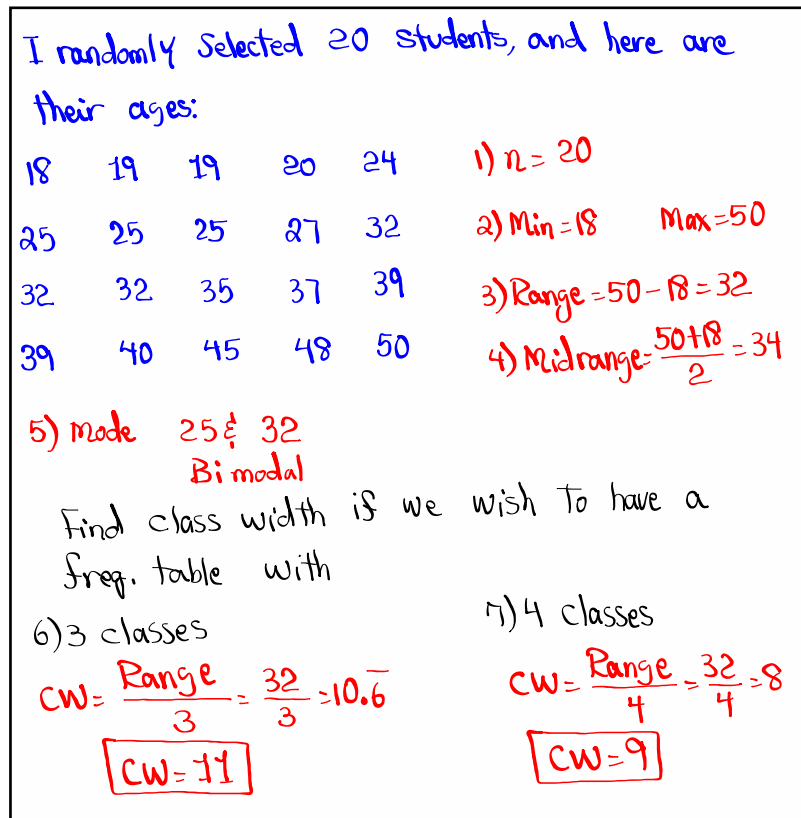 I randomly Selected 20 students, and here are
their ages:
18 19 19 20 24
1) n = 20
25 25 25 27 32
2) Min = 18 Max = 50
32 32 35 37 39
3) Range = 50 - 18 = 32
39 40 45 48 50
4) Midrange = 50+18 / 2 = 34
5) Mode 25 & 32
Bimodal
Find class width if we wish To have a
freq. table with
6) 3 classes
CW = Range / 3 = 32 / 3 = 10.6̅
CW = 11
7) 4 classes
CW = Range / 4 = 32 / 4 = 8
CW = 9